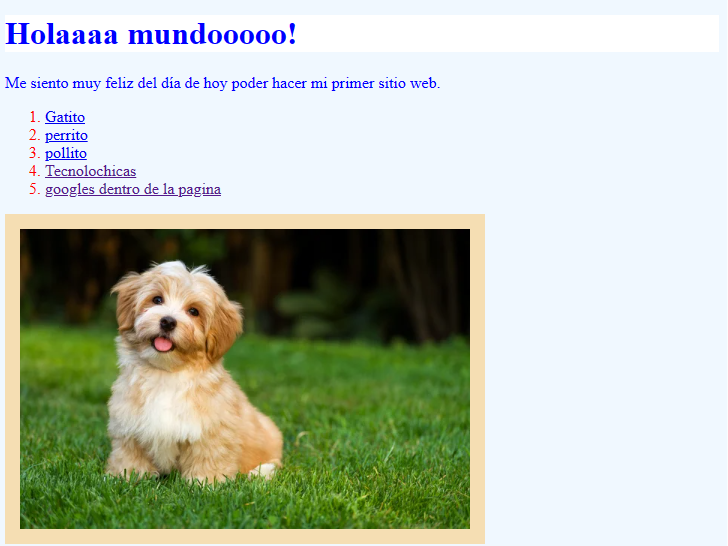 Holaaaa mundooooo!
Me siento muy feliz del día de hoy poder hacer mi primer sitio web.
1. Gatito
2. perrito
3. pollito
4. Tecnolochicas
5. googles dentro de la pagina